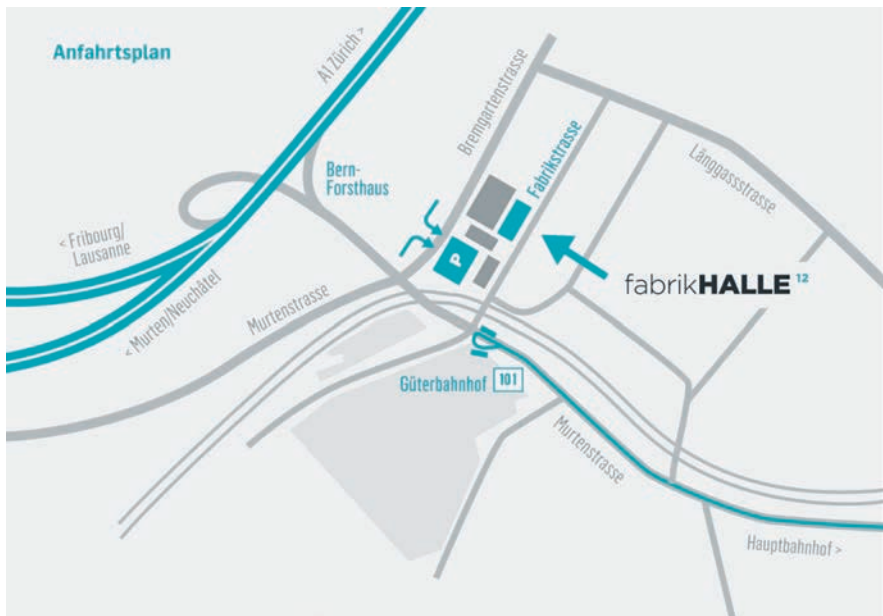 Anfahrtsplan
A1 Zürich >
Bremgartenstrasse
Fabrikstrasse
Länggassstrasse
Bern-
Forsthaus
< Fribourg/
Lausanne
< Murten/Neuchâtel
Murtenstrasse
P
fabrikHALLE 12
Güterbahnhof 101
Murtenstrasse
Hauptbahnhof >